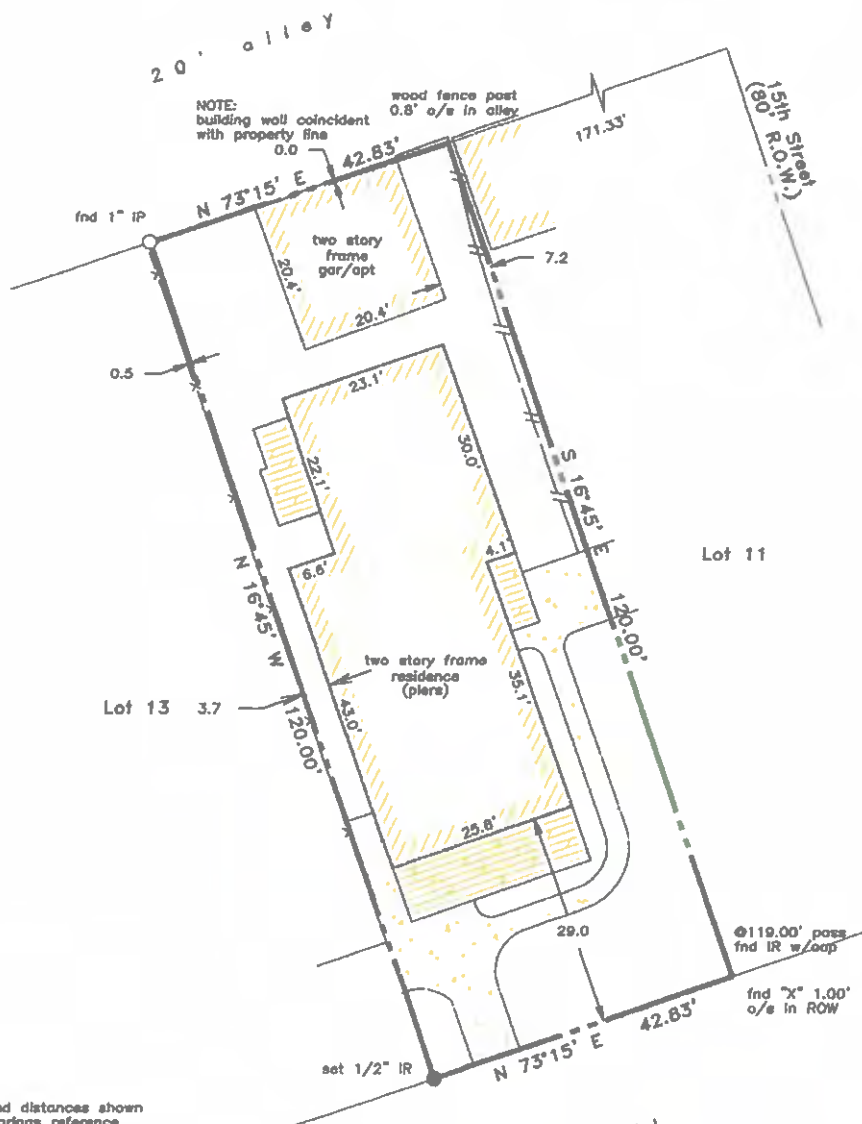 20' alley
NOTE:
building wall coincident
with property line
0.0
wood fence post
0.8' o/s in alley
171.33'
15th Street
(80' R.O.W.)
N 73°15' E
42.83'
fnd 1" IP
two story
frame
gar/apt
20.4'
20.4'
7.2
0.5
23.1'
22.1'
30.0'
S 16°45' E
120.00'
Lot 11
6.6'
4.1'
N 16°45' W
120.00'
two story frame
residence
(piers)
Lot 13
3.7
43.0'
35.1'
25.8'
29.0
@119.00' pass
fnd IR w/cap
fnd "X" 1.00'
o/s in ROW
42.83'
N 73°15' E
set 1/2" IR
distances shown
reference